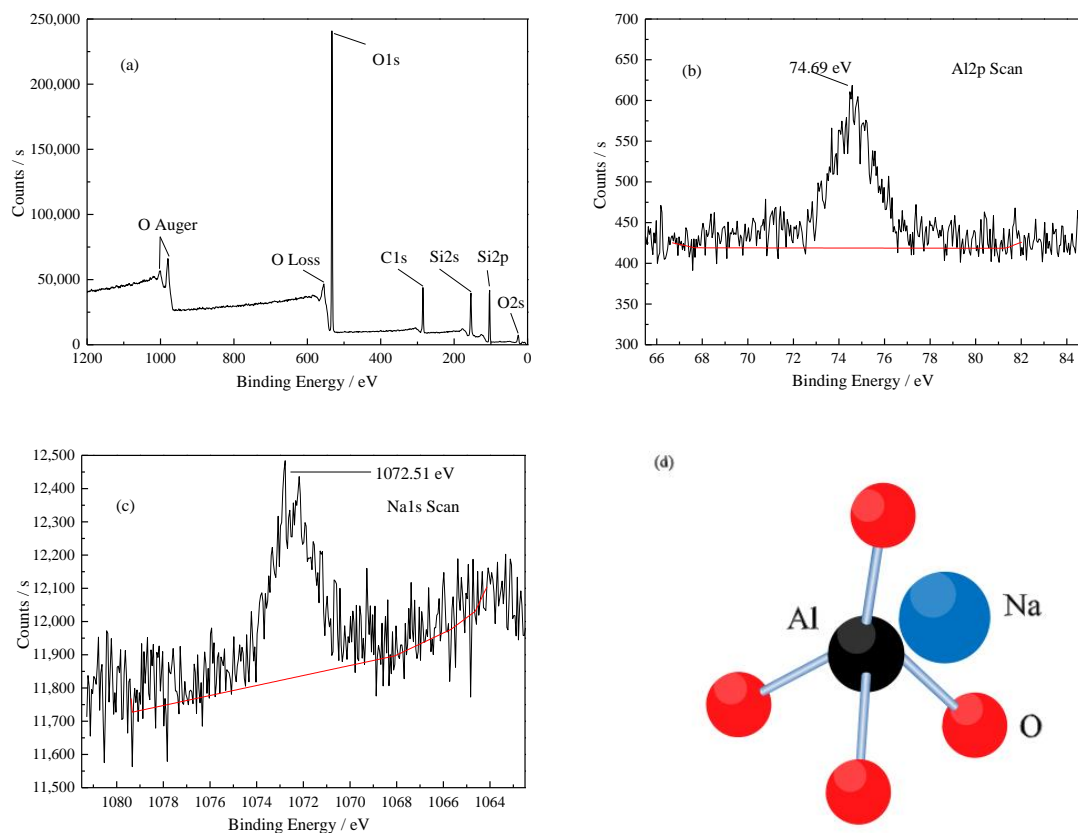 (a)
O1s
O Auger
O Loss
C1s
Si2s
Si2p
O2s
Counts / s
250,000
200,000
150,000
100,000
50,000
0
1200 1000 800 600 400 200 0
Binding Energy / eV
(b)
74.69 eV
Al2p Scan
Counts / s
700
650
600
550
500
450
400
350
300
66 68 70 72 74 76 78 80 82 84
Binding Energy / eV
(c)
1072.51 eV
Na1s Scan
Counts / s
12,500
12,400
12,300
12,200
12,100
12,000
11,900
11,800
11,700
11,600
11,500
1080 1078 1076 1074 1072 1070 1068 1066 1064
Binding Energy / eV
(d)
Al
Na
O